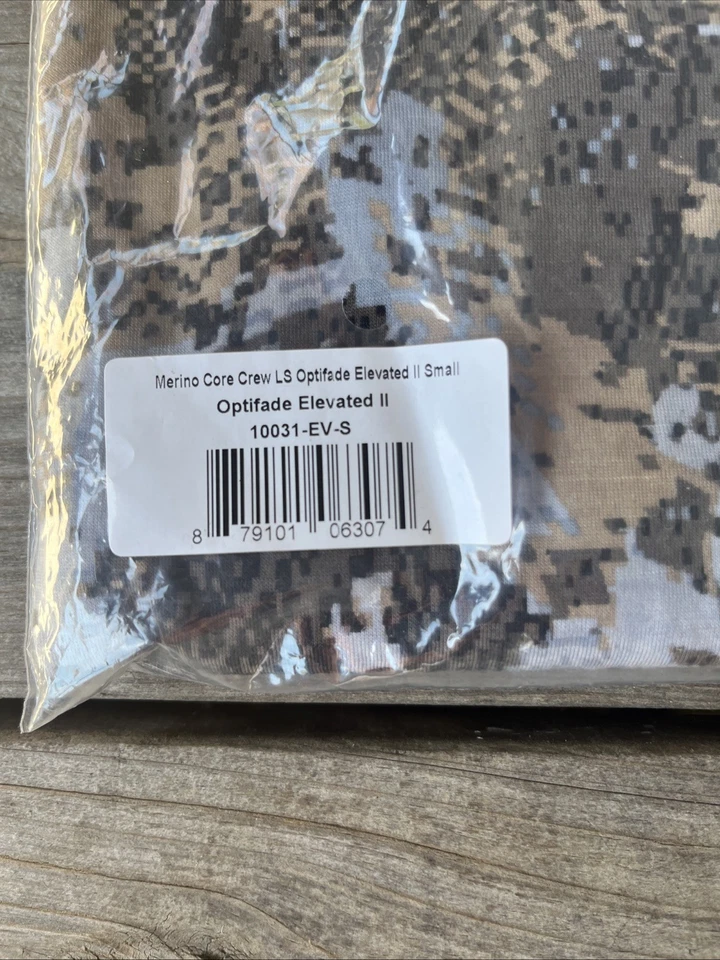 Merino Core Crew LS Optifade Elevated II Small
Optifade Elevated II
10031-EV-S
8 79101 06307 4